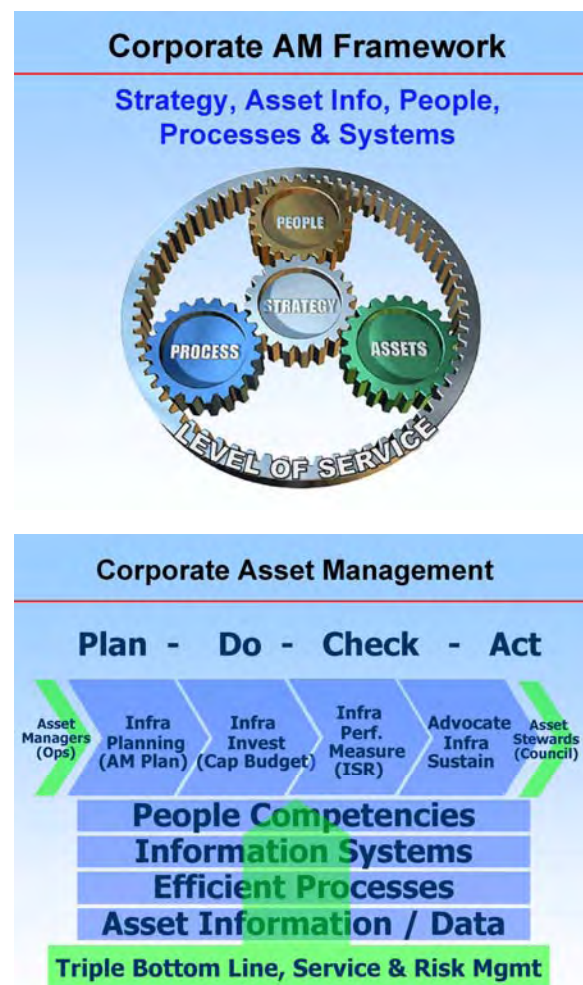 Corporate AM Framework
Strategy, Asset Info, People,
Processes & Systems
PEOPLE
STRATEGY
PROCESS
ASSETS
LEVEL OF SERVICE
Corporate Asset Management
Plan - Do - Check - Act
Asset
Managers
(Ops)
Infra
Planning
(AM Plan)
Infra
Invest
(Cap Budget)
Infra
Perf.
Measure
(ISR)
Advocate
Infra
Sustain
Asset
Stewards
(Council)
People Competencies
Information Systems
Efficient Processes
Asset Information / Data
Triple Bottom Line, Service & Risk Mgmt